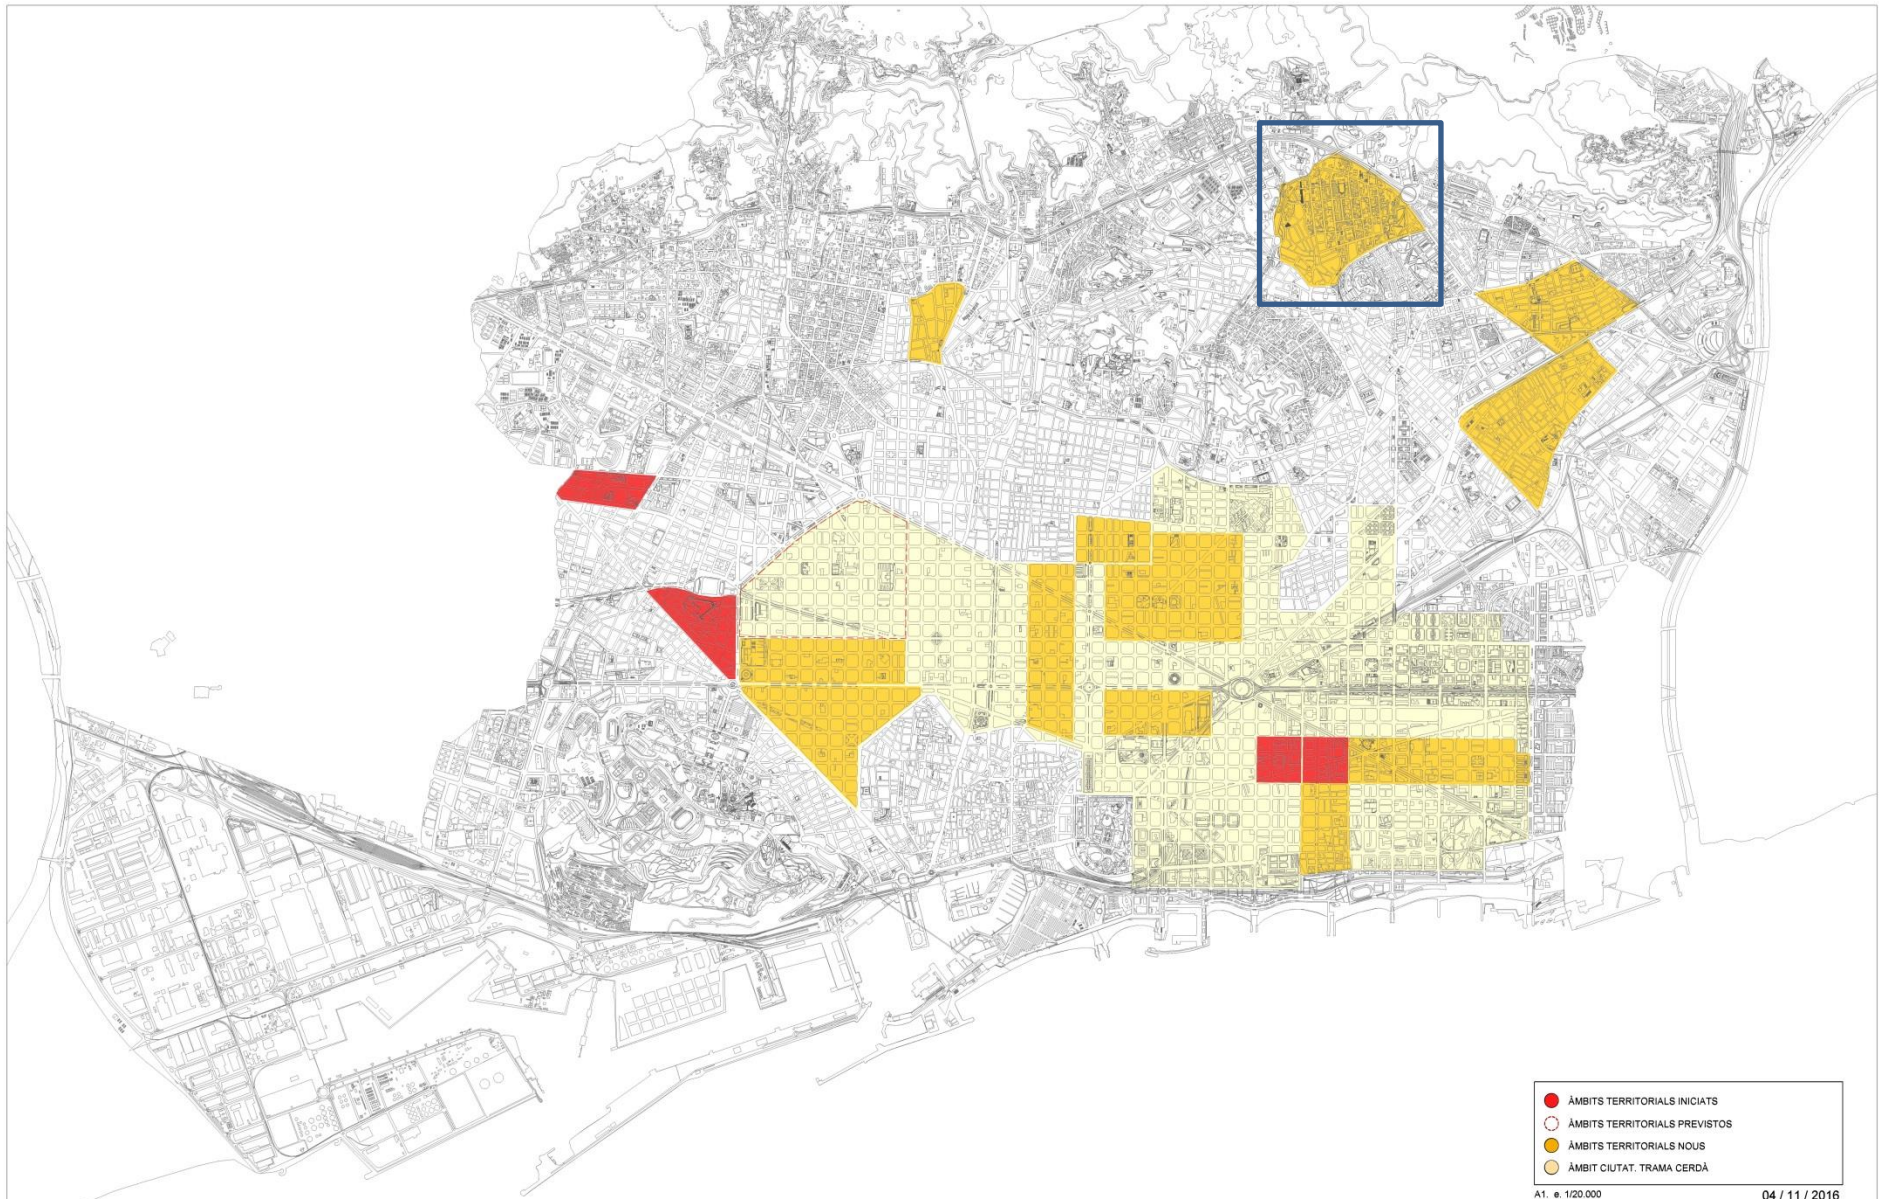 ÀMBITS TERRITORIALS INICIATS
ÀMBITS TERRITORIALS PREVISTOS
ÀMBITS TERRITORIALS NOUS
ÀMBIT CIUTAT. TRAMA CERDÀ
A1. e. 1/20.000
04 / 11 / 2016